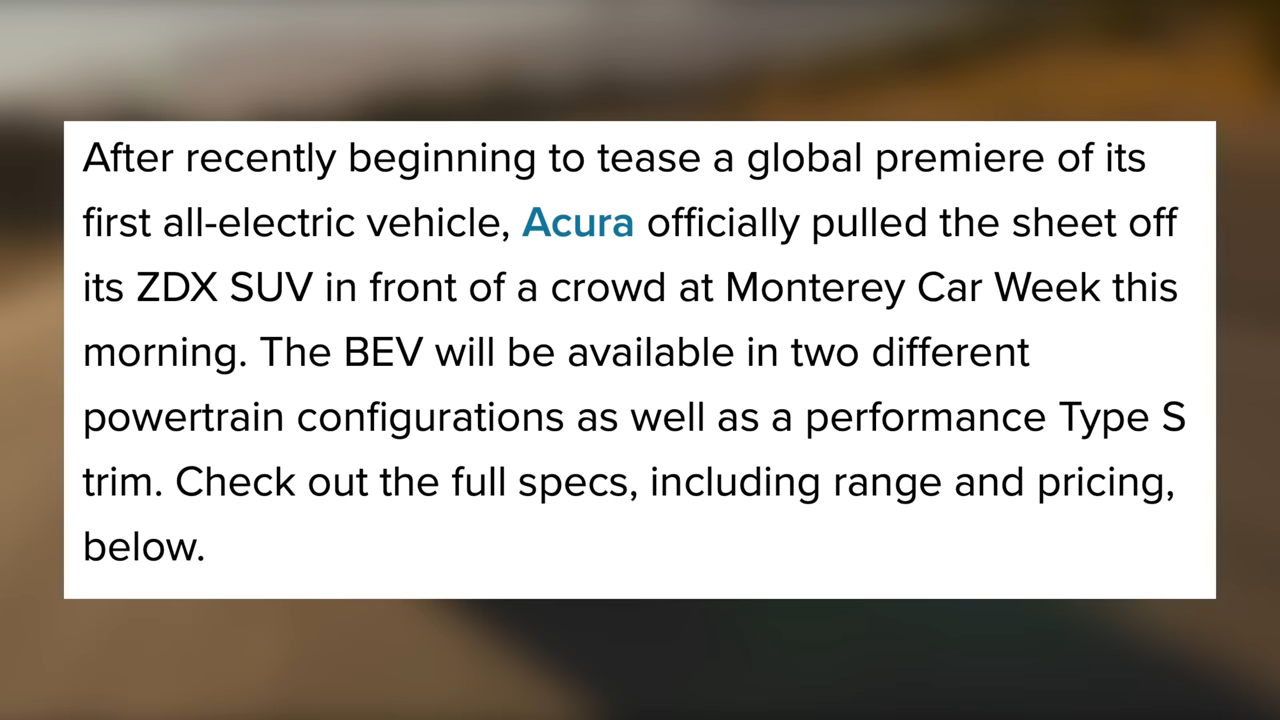 After recently beginning to tease a global premiere of its
first all-electric vehicle, Acura officially pulled the sheet off
its ZDX SUV in front of a crowd at Monterey Car Week this
morning. The BEV will be available in two different
powertrain configurations as well as a performance Type S
trim. Check out the full specs, including range and pricing,
below.